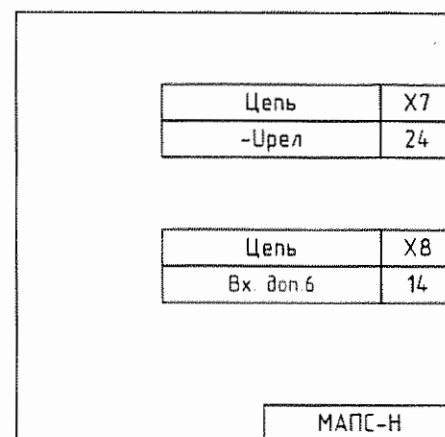 Цепь X7
-Uрел 24
Цепь X8
Вх. доп.6 14
МАПС-Н